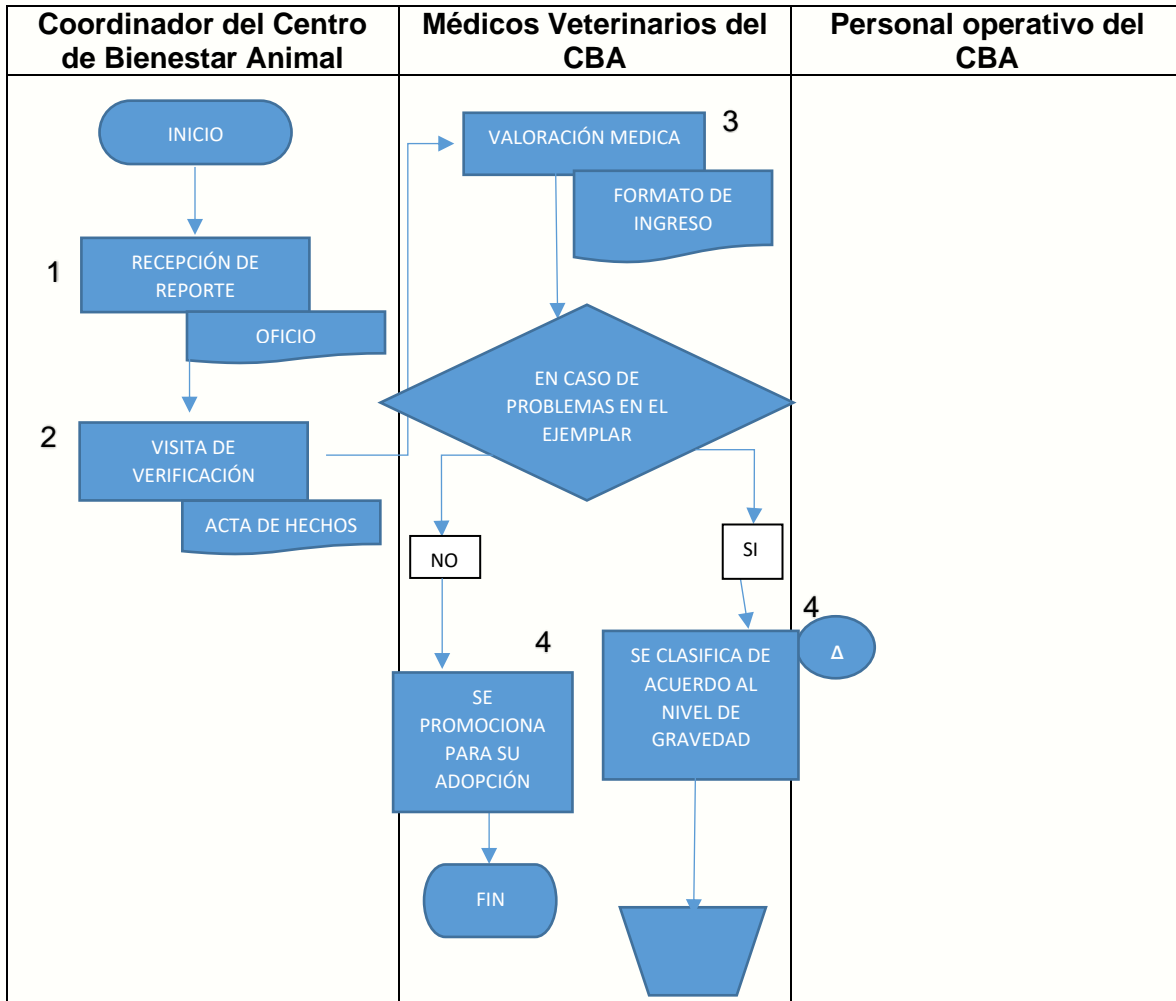 Coordinador del Centro
de Bienestar Animal
Médicos Veterinarios del
CBA
Personal operativo del
CBA
INICIO
1
RECEPCIÓN DE
REPORTE
OFICIO
2
VISITA DE
VERIFICACIÓN
ACTA DE HECHOS
VALORACIÓN MEDICA
3
FORMATO DE
INGRESO
EN CASO DE
PROBLEMAS EN EL
EJEMPLAR
NO
SI
4
SE
PROMOCIONA
PARA SU
ADOPCIÓN
FIN
4
Δ
SE CLASIFICA DE
ACUERDO AL
NIVEL DE
GRAVEDAD